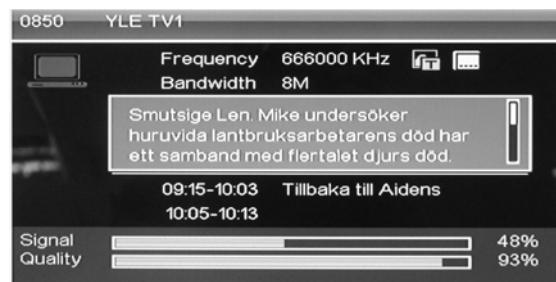 0850 YLE TV1
Frequency 666000 KHz
Bandwidth 8M
Smutsige Len. Mike undersöker
huruvida lantbruksarbetarens död har
ett samband med flertalet djurs död.
09:15-10:03 Tillbaka till Aidens
10:05-10:13
Signal 48%
Quality 93%